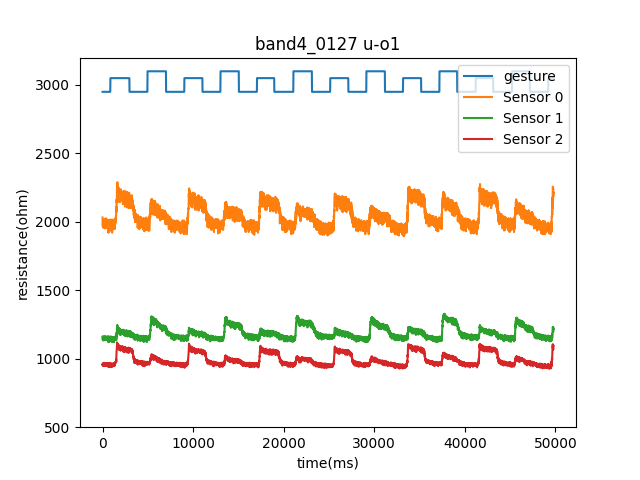 band4_0127 u-o1
gesture
Sensor 0
Sensor 1
Sensor 2
3000
2500
2000
1500
1000
500
resistance(ohm)
0
10000
20000
30000
40000
50000
time(ms)